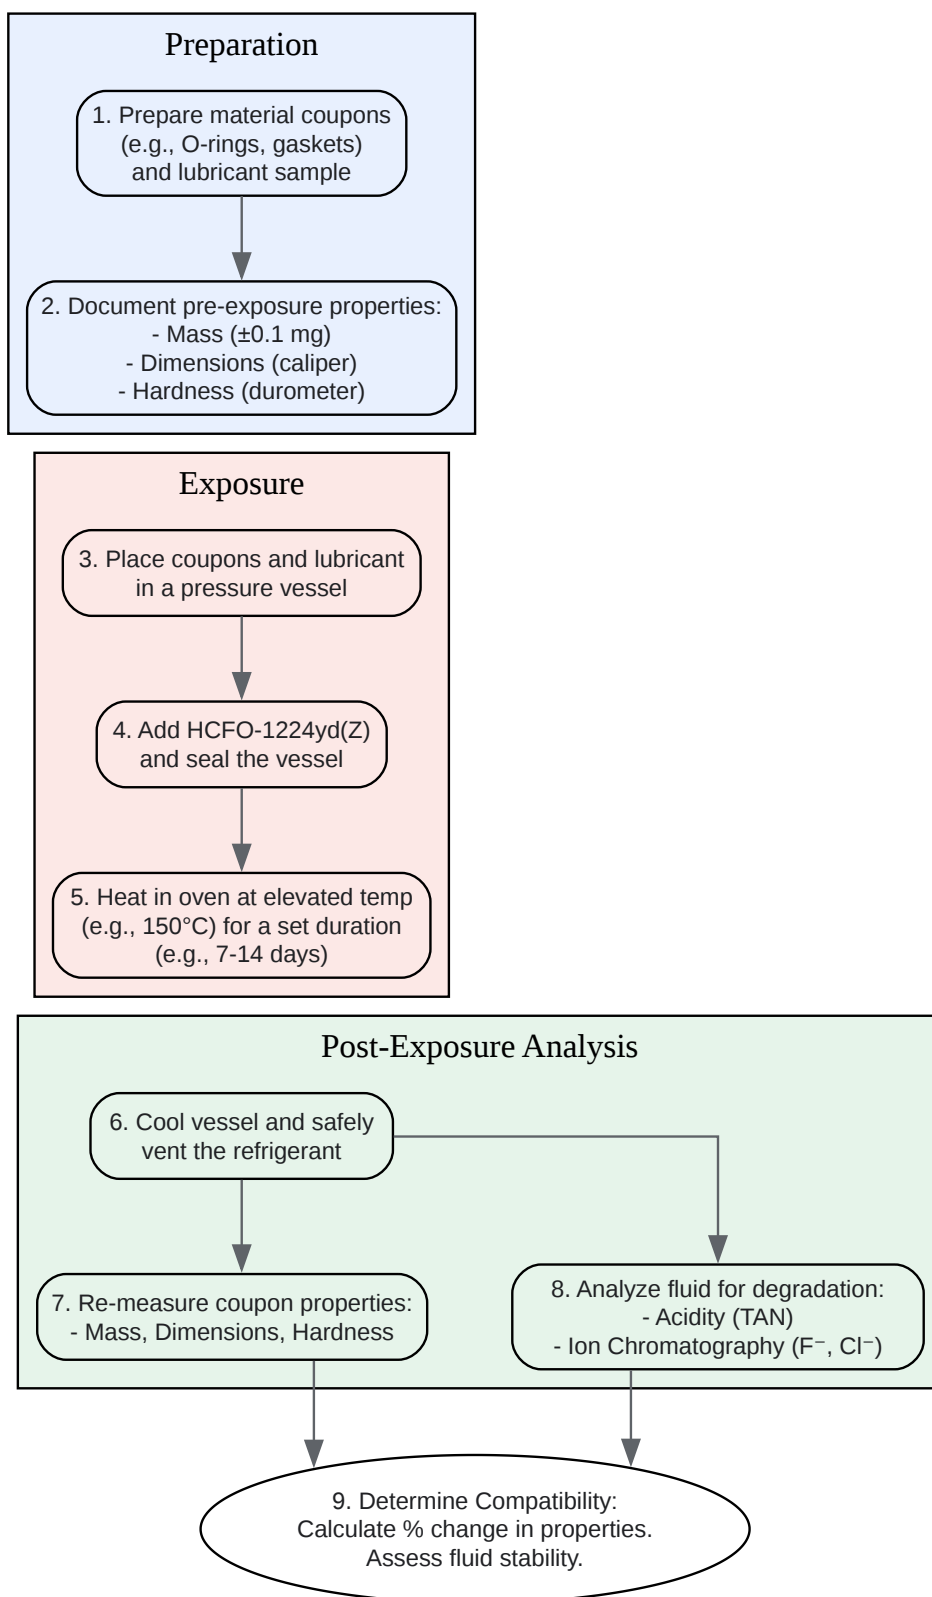 Preparation
1. Prepare material coupons
(e.g., O-rings, gaskets)
and lubricant sample
2. Document pre-exposure properties:
- Mass (±0.1 mg)
- Dimensions (caliper)
- Hardness (durometer)
Exposure
3. Place coupons and lubricant
in a pressure vessel
4. Add HCFO-1224yd(Z)
and seal the vessel
5. Heat in oven at elevated temp
(e.g., 150°C) for a set duration
(e.g., 7-14 days)
Post-Exposure Analysis
6. Cool vessel and safely
vent the refrigerant
7. Re-measure coupon properties:
- Mass, Dimensions, Hardness
8. Analyze fluid for degradation:
- Acidity (TAN)
- Ion Chromatography (F⁻, Cl⁻)
9. Determine Compatibility:
Calculate % change in properties.
Assess fluid stability.